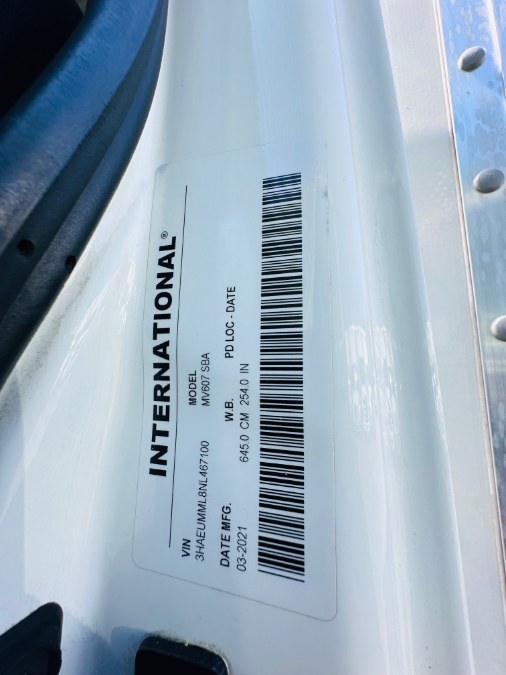 INTERNATIONAL®
VIN MODEL
3HAEUMML8NL467100 MV607 SBA
DATE MFG. W.B. PD LOC - DATE
03-2021 645.0 CM 254.0 IN